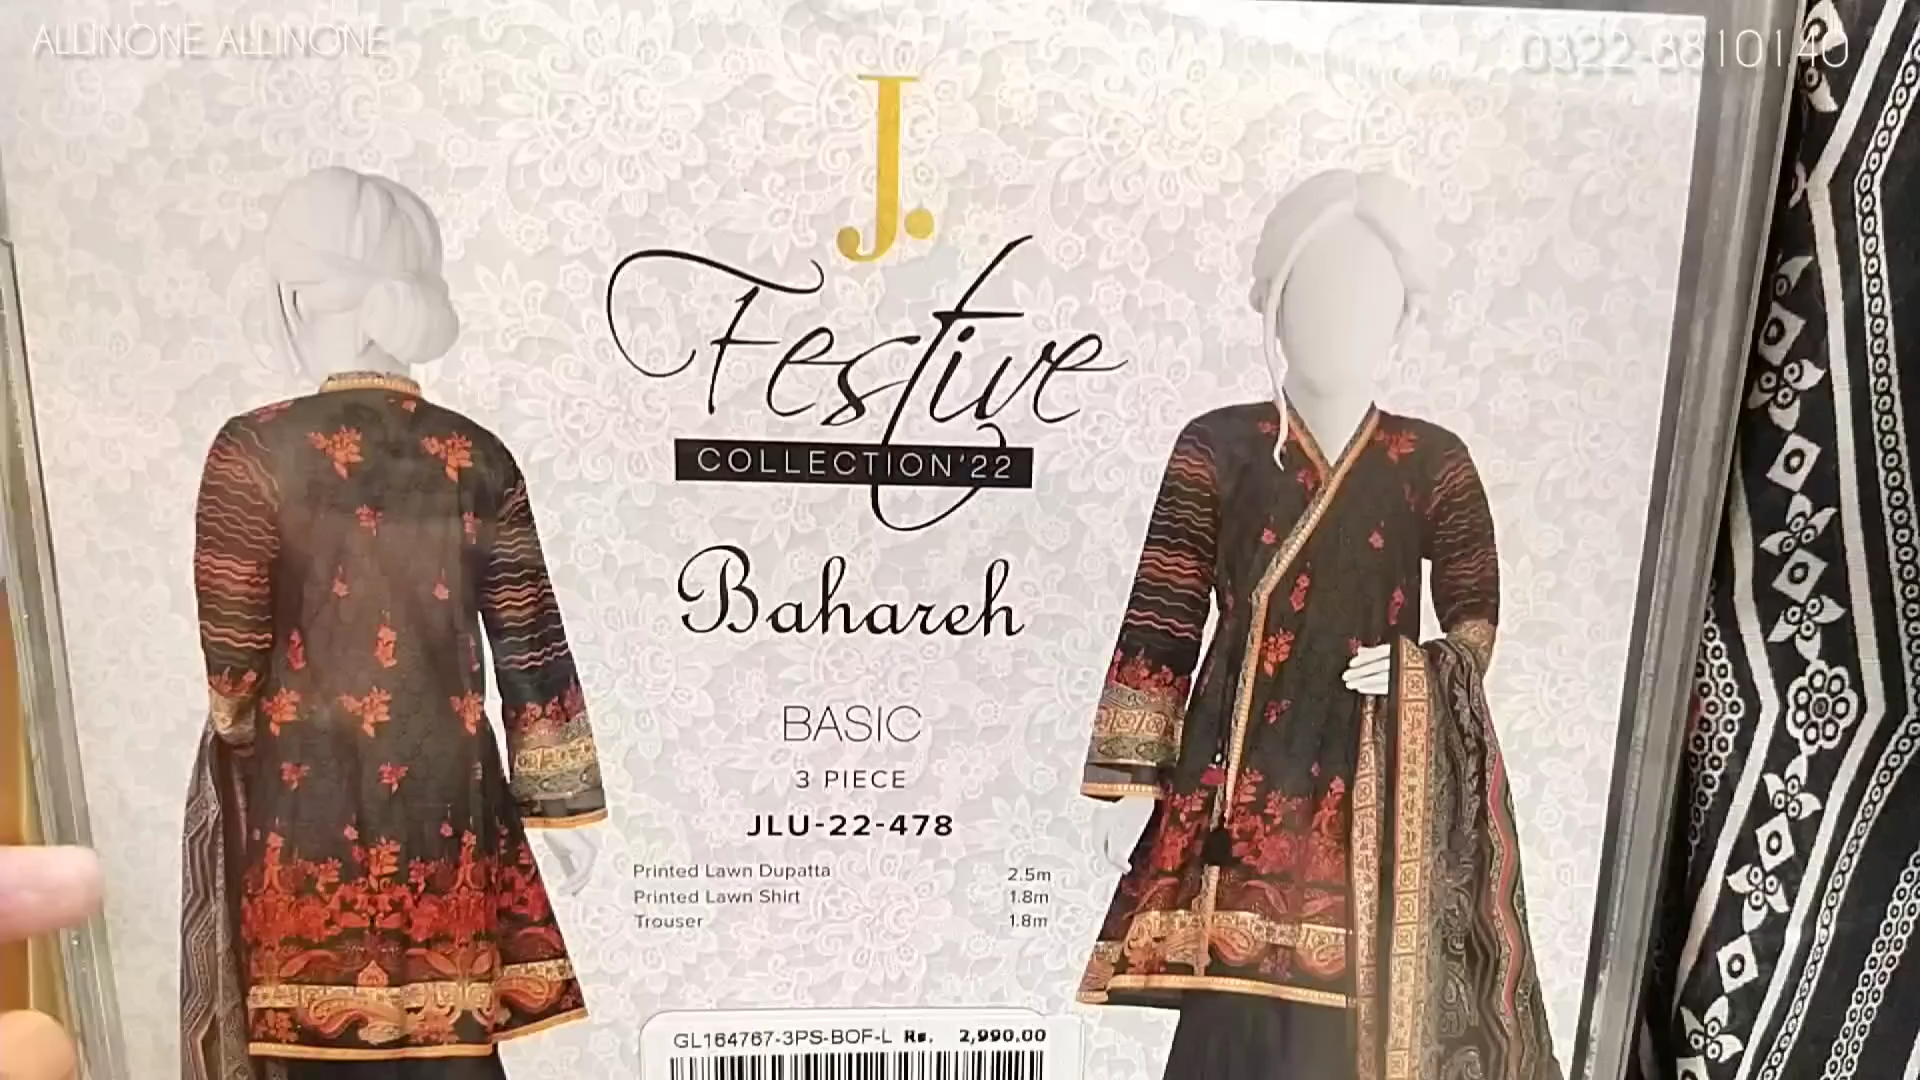 ALLINONE ALLINONE
0322-8810140
J.
Festive
COLLECTION'22
Bahareh
BASIC
3 PIECE
JLU-22-478
Printed Lawn Dupatta 2.5m
Printed Lawn Shirt 1.8m
Trouser 1.8m
GL164767-3PS-BOF-L Rs. 2,990.00